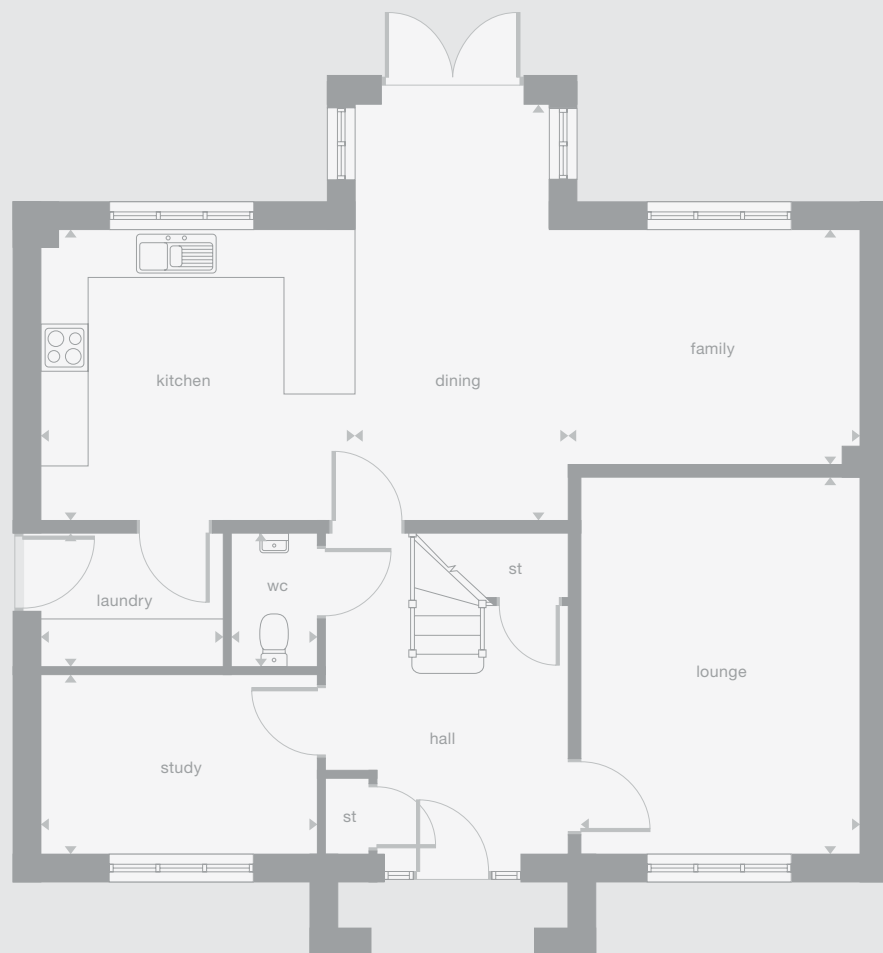 family
kitchen
dining
st
wc
laundry
lounge
hall
study
st